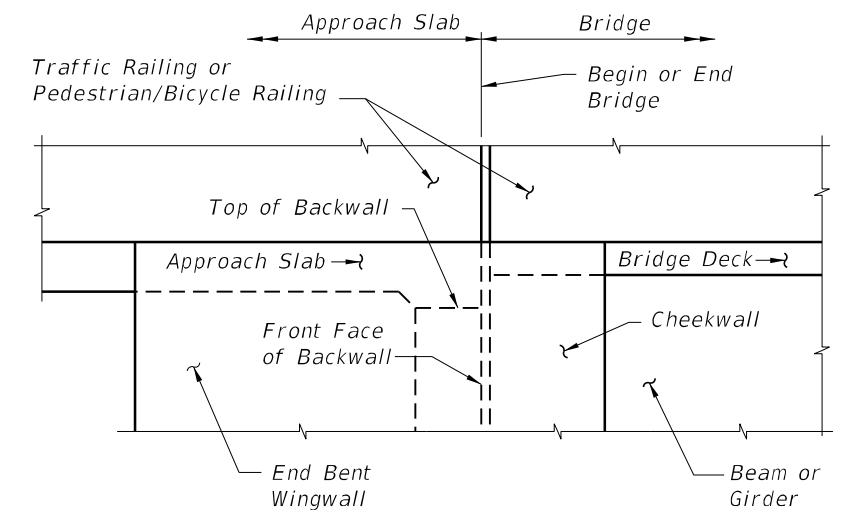 Approach Slab
Bridge
Traffic Railing or
Pedestrian/Bicycle Railing
Begin or End
Bridge
Top of Backwall
Approach Slab
Bridge Deck
Front Face
of Backwall
Cheekwall
End Bent
Wingwall
Beam or
Girder